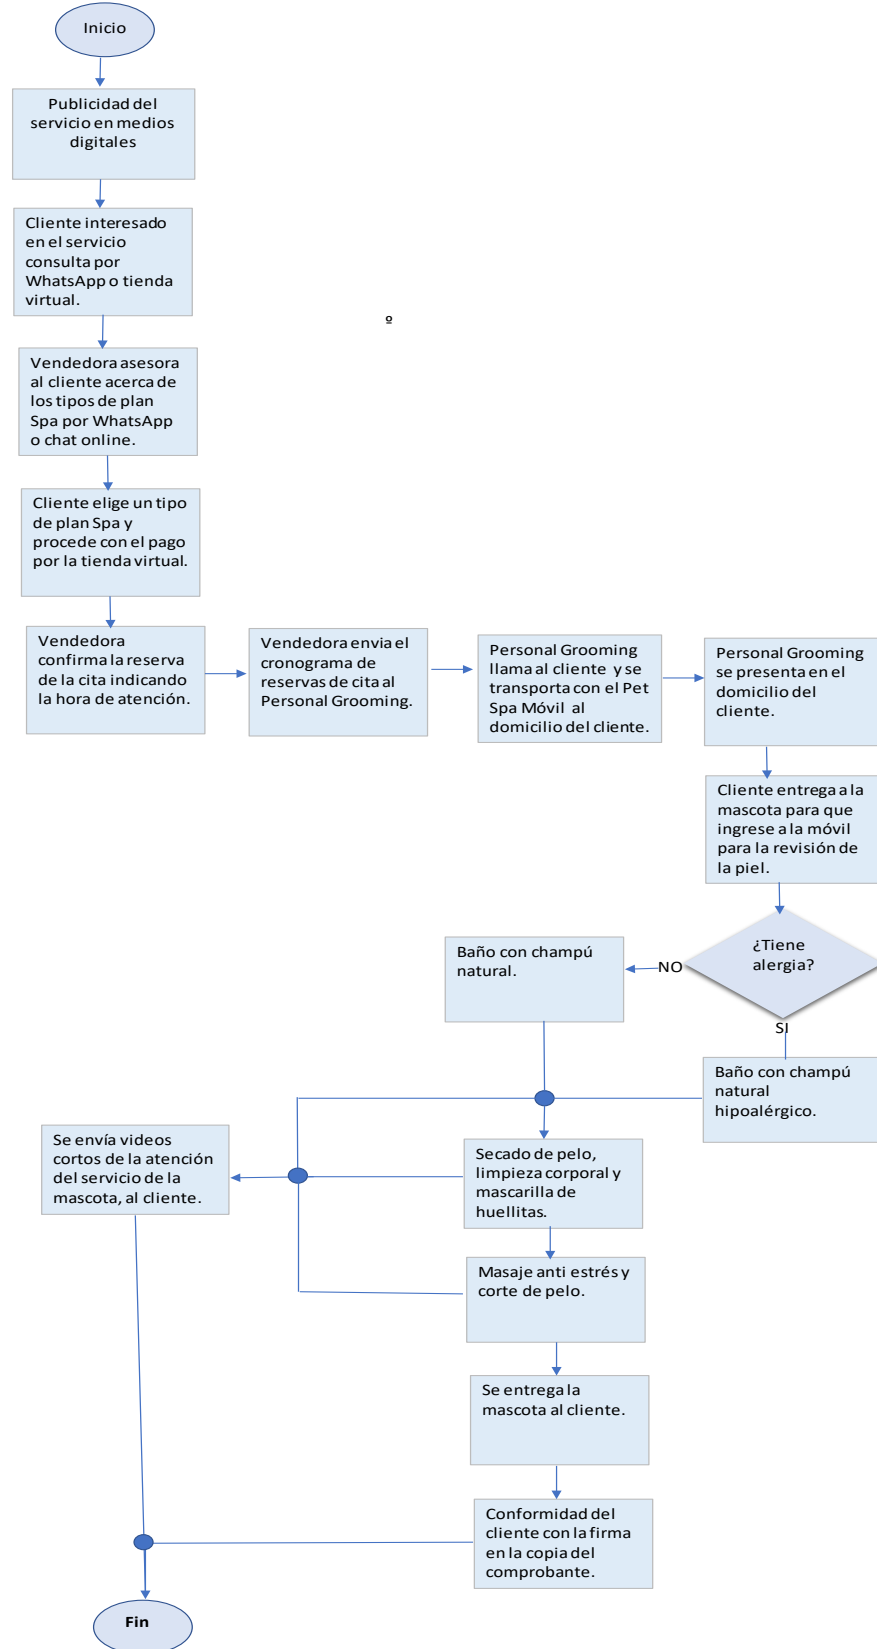 Inicio
Publicidad del
servicio en medios
digitales
Cliente interesado
en el servicio
consulta por
WhatsApp o tienda
virtual.
º
Vendedora asesora
al cliente acerca de
los tipos de plan
Spa por WhatsApp
o chat online.
Cliente elige un tipo
de plan Spa y
procede con el pago
por la tienda virtual.
Vendedora
confirma la reserva
de la cita indicando
la hora de atención.
Vendedora envia el
cronograma de
reservas de cita al
Personal Grooming.
Personal Grooming
llama al cliente y se
transporta con el Pet
Spa Móvil al
domicilio del cliente.
Personal Grooming
se presenta en el
domicilio del
cliente.
Cliente entrega a la
mascota para que
ingrese a la móvil
para la revisión de
la piel.
¿Tiene
alergia?
NO
SI
Baño con champú
natural.
Baño con champú
natural
hipoalérgico.
Secado de pelo,
limpieza corporal y
mascarilla de
huellitas.
Se envía videos
cortos de la atención
del servicio de la
mascota, al cliente.
Masaje anti estrés y
corte de pelo.
Se entrega la
mascota al cliente.
Conformidad del
cliente con la firma
en la copia del
comprobante.
Fin